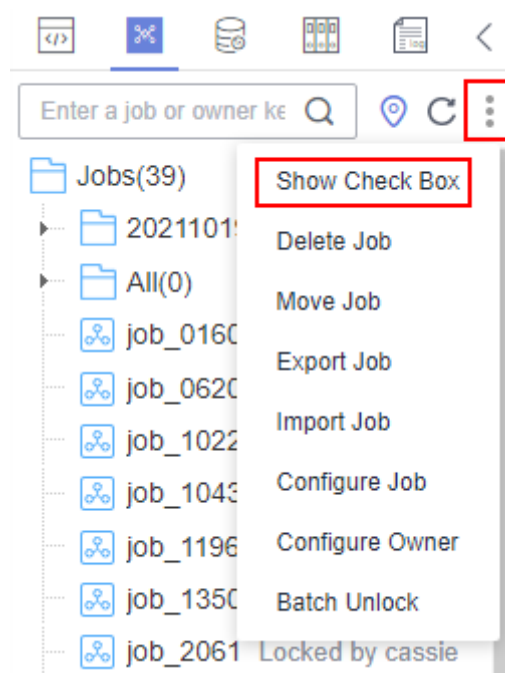 </>
log
Enter a job or owner ke
Jobs(39)
Show Check Box
2021101
Delete Job
All(0)
Move Job
job_0160
Export Job
job_0620
Import Job
job_1022
Configure Job
job_1043
Configure Owner
job_1196
Batch Unlock
job_1350
job_2061 Locked by cassie